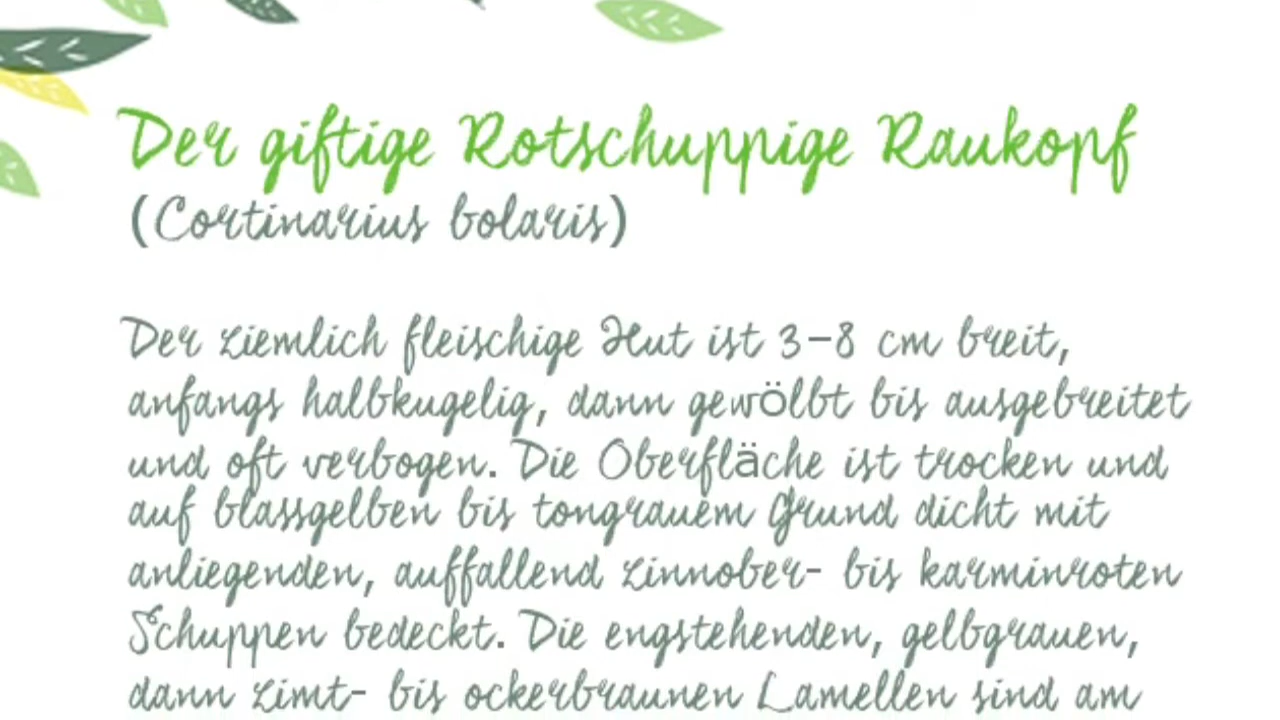 Der giftige Rotschuppige Raukopf
(Cortinarius bolaris)
Der ziemlich fleischige Hut ist 3–8 cm breit,
anfangs halbkugelig, dann gewölbt bis ausgebreitet
und oft verbogen. Die Oberfläche ist trocken und
auf blassgelben bis tongrauem Grund dicht mit
anliegenden, auffallend zinnober- bis karminroten
Schuppen bedeckt. Die engstehenden, gelbgrauen,
dann zimt- bis ockerbraunen Lamellen sind am